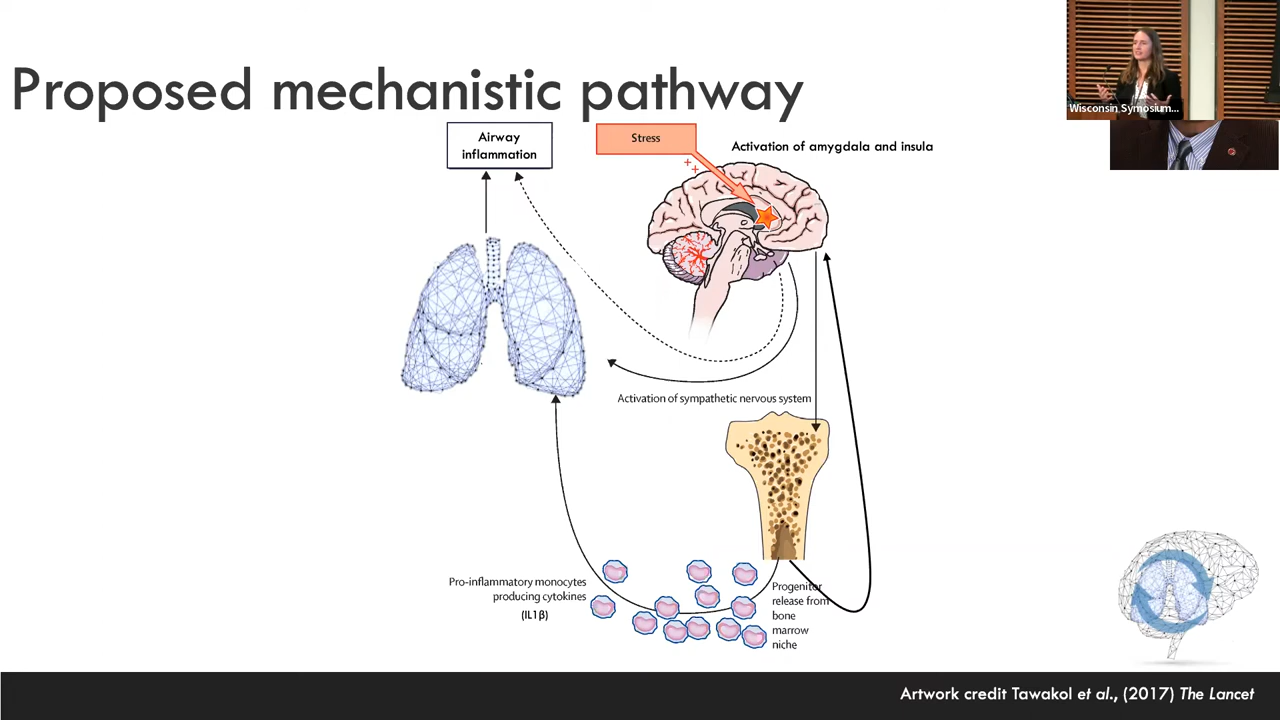 Proposed mechanistic pathway
Wisconsin Symposium...
Airway
inflammation
Stress
Activation of amygdala and insula
++
Activation of sympathetic nervous system
Pro-inflammatory monocytes
producing cytokines
(IL1β)
Progenitor
release from
bone
marrow
niche
Artwork credit Tawakol et al., (2017) The Lancet